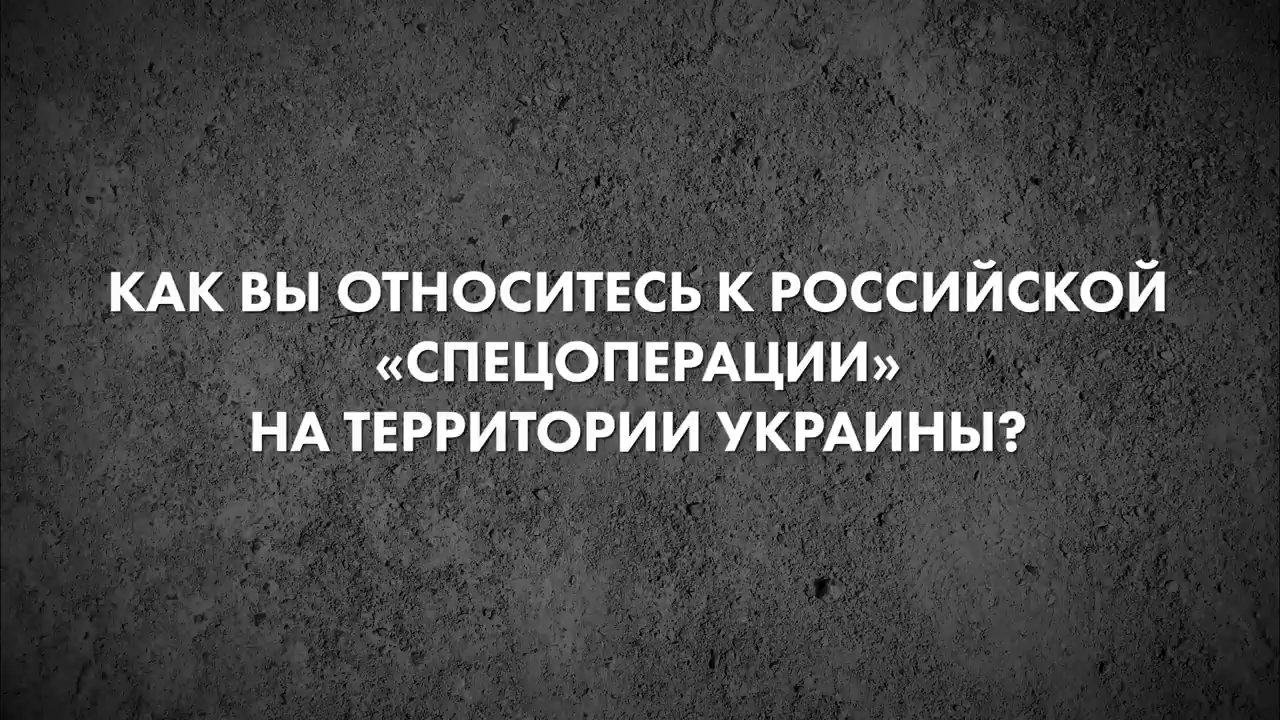 КАК ВЫ ОТНОСИТЕСЬ К РОССИЙСКОЙ
«СПЕЦОПЕРАЦИИ»
НА ТЕРРИТОРИИ УКРАИНЫ?